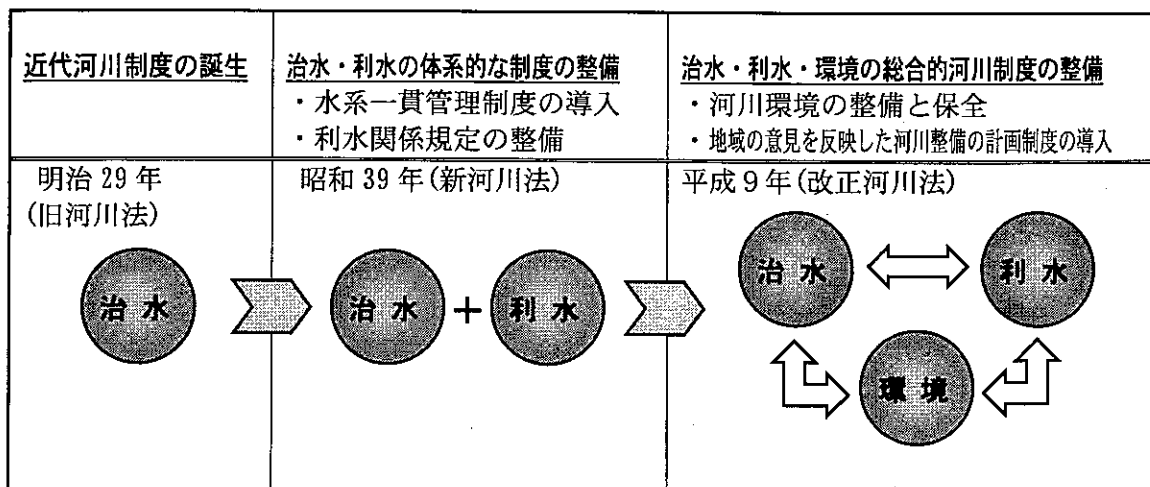 近代河川制度の誕生
治水・利水の体系的な制度の整備
・水系一貫管理制度の導入
・利水関係規定の整備
治水・利水・環境の総合的河川制度の整備
・河川環境の整備と保全
・地域の意見を反映した河川整備の計画制度の導入
明治 29 年
(旧河川法)
昭和 39 年(新河川法)
平成 9 年(改正河川法)
治 水
治 水
+
利 水
治 水
利 水
環 境